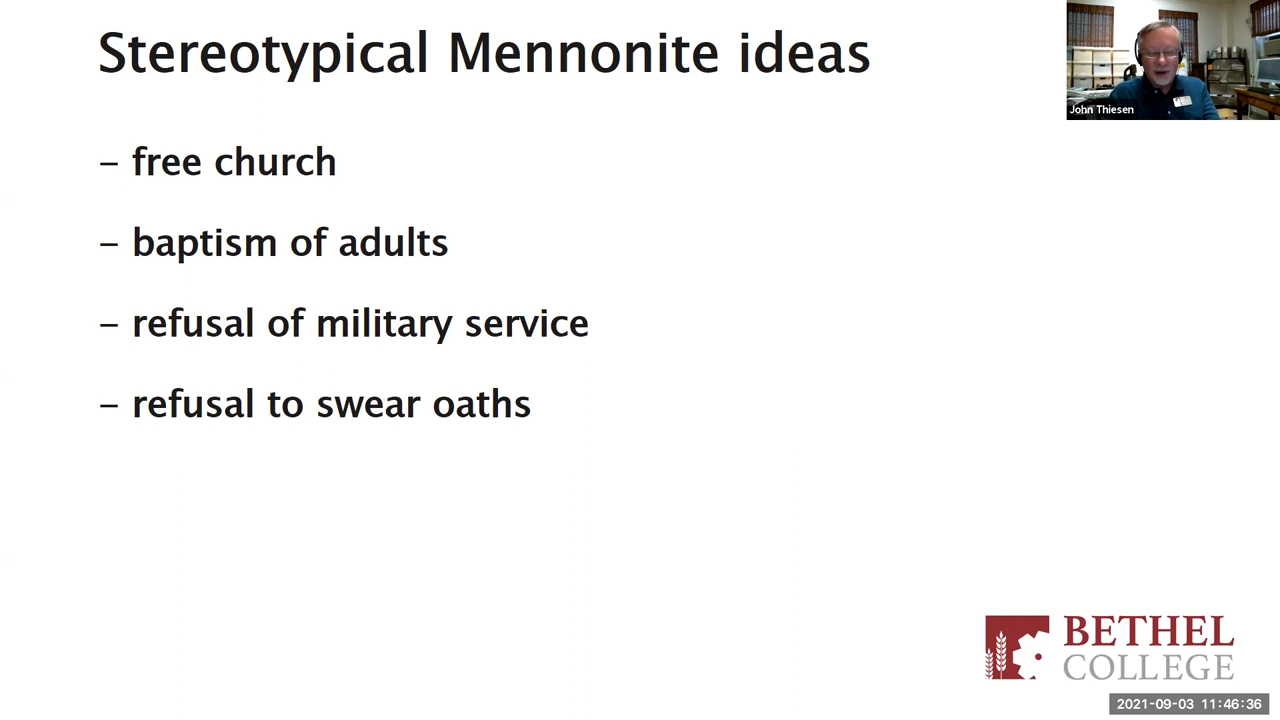 Stereotypical Mennonite ideas
John Thiesen
– free church
– baptism of adults
– refusal of military service
– refusal to swear oaths
BETHEL
COLLEGE
2021-09-03 11:46:36